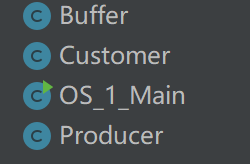 C Buffer
C Customer
C OS_1_Main
C Producer